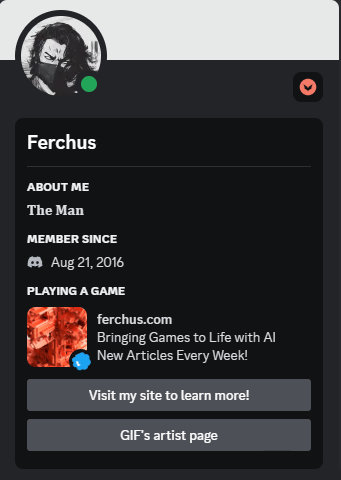 Ferchus
ABOUT ME
The Man
MEMBER SINCE
Aug 21, 2016
PLAYING A GAME
ferchus.com
Bringing Games to Life with AI
New Articles Every Week!
Visit my site to learn more!
GIF's artist page